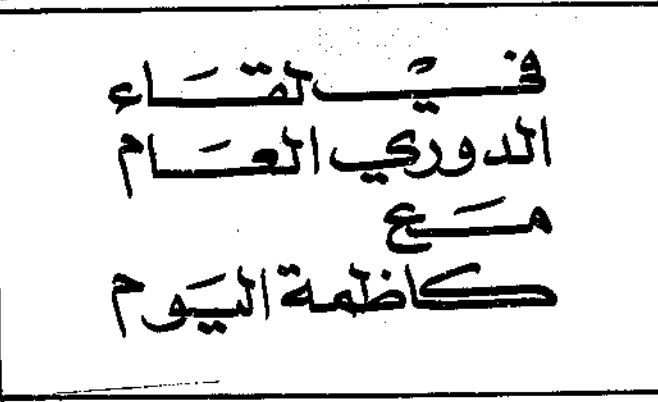 في لقاء
الدوري العام
مع
كاظمة اليوم